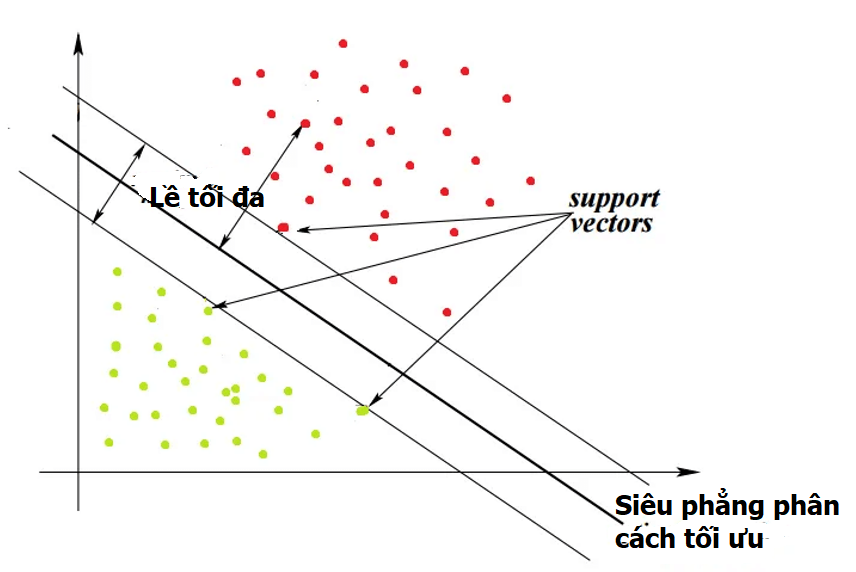 Lề tối đa
support
vectors
Siêu phẳng phân
cách tối ưu